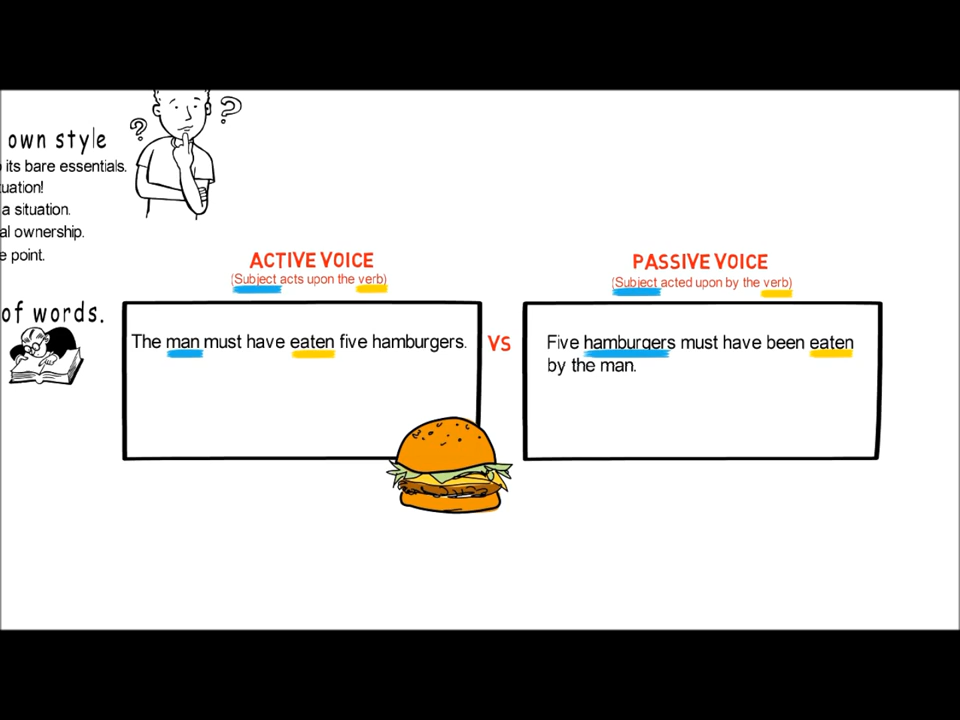 own style
its bare essentials.
a situation.
ownership.
point.
of words.
ACTIVE VOICE
(Subject acts upon the verb)
The man must have eaten five hamburgers.
VS
PASSIVE VOICE
(Subject acted upon by the verb)
Five hamburgers must have been eaten
by the man.
? ?